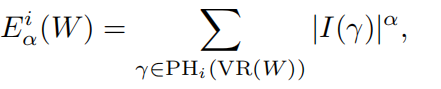 E^i_α(W) = ∑_{γ∈PH_i(VR(W))} |I(γ)|^α,